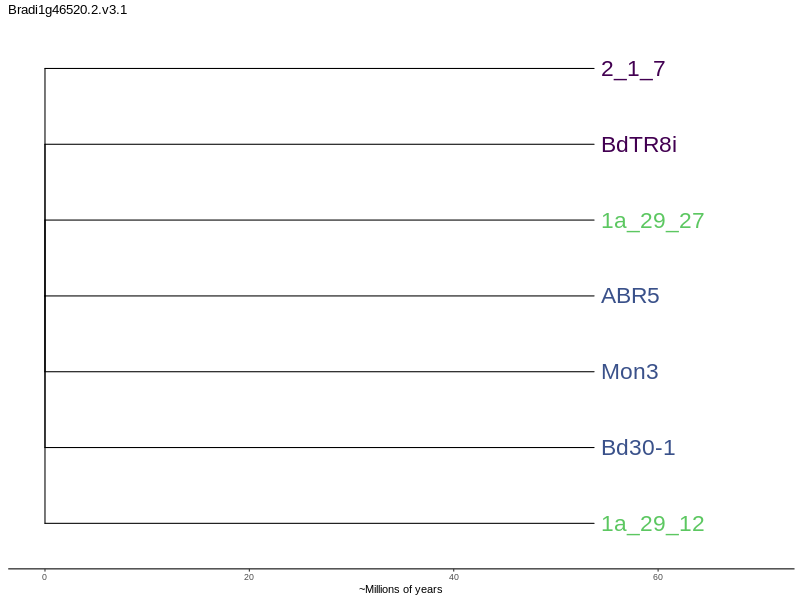 Bradi1g46520.2.v3.1
2_1_7
BdTR8i
1a_29_27
ABR5
Mon3
Bd30-1
1a_29_12
0 20 40 60
~Millions of years